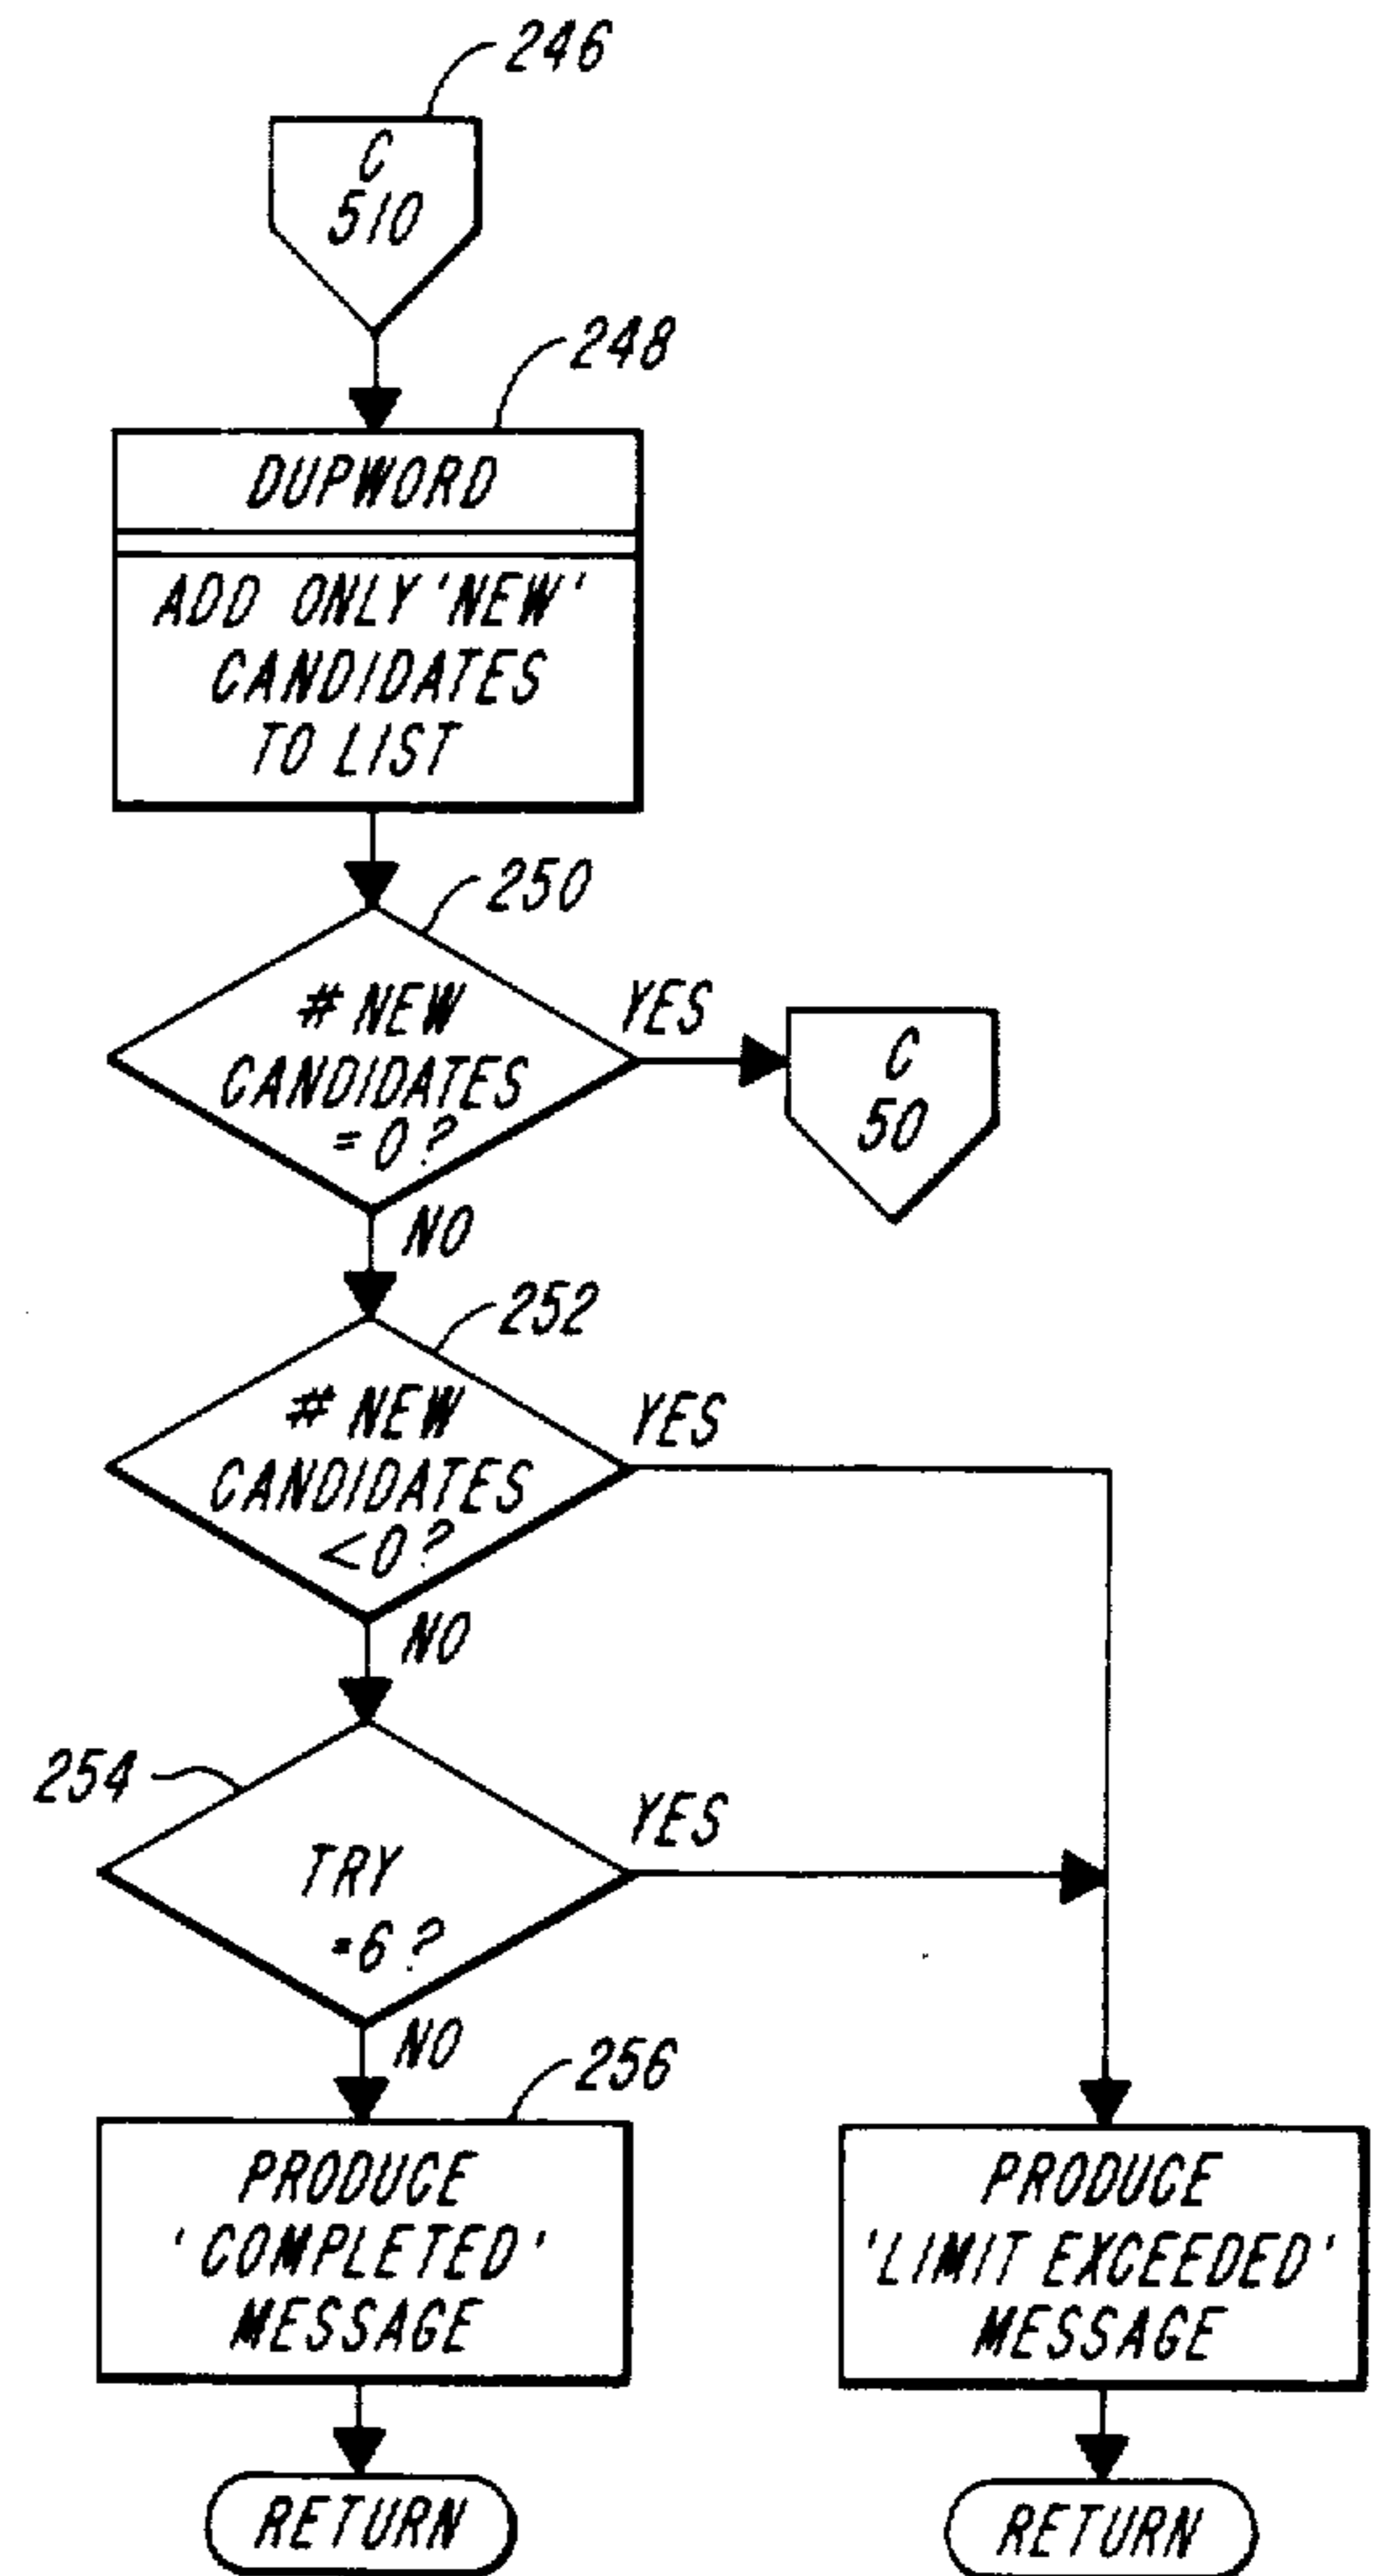 246
C
510
248
DUPWORD
ADD ONLY 'NEW'
CANDIDATES
TO LIST
250
# NEW
CANDIDATES
= 0 ?
YES
C
50
NO
252
# NEW
CANDIDATES
< 0 ?
YES
NO
254
TRY
=6 ?
YES
NO
256
PRODUCE
'COMPLETED'
MESSAGE
PRODUCE
'LIMIT EXCEEDED'
MESSAGE
RETURN
RETURN